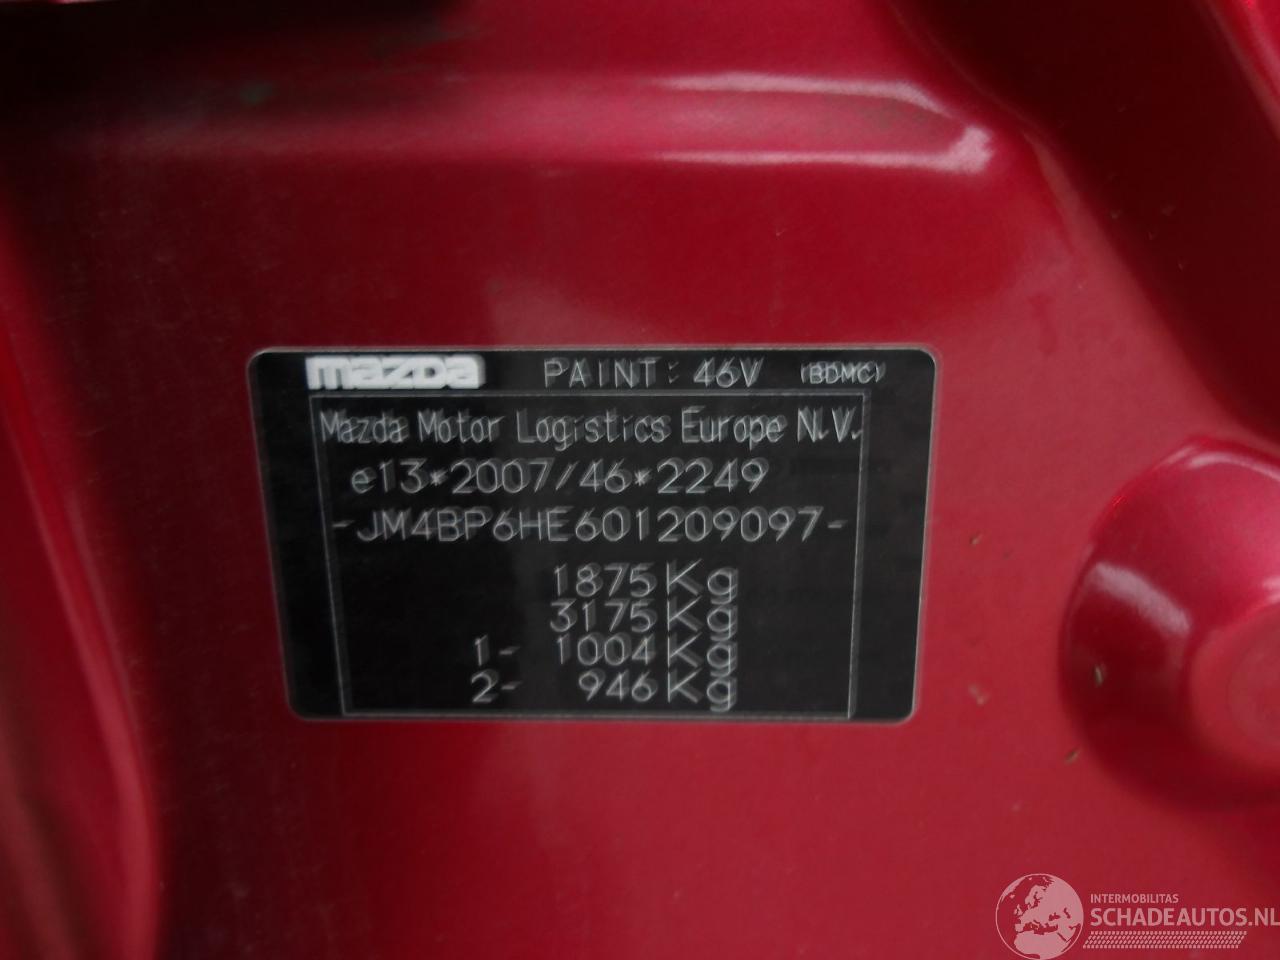 mazda PAINT: 46V (BDMC)
Mazda Motor Logistics Europe N.V.
e13*2007/46*2249
-JM4BP6HE601209097-
1875Kg
3175Kg
1- 1004Kg
2- 946Kg
INTERMOBILITAS
SCHADEAUTOS.NL